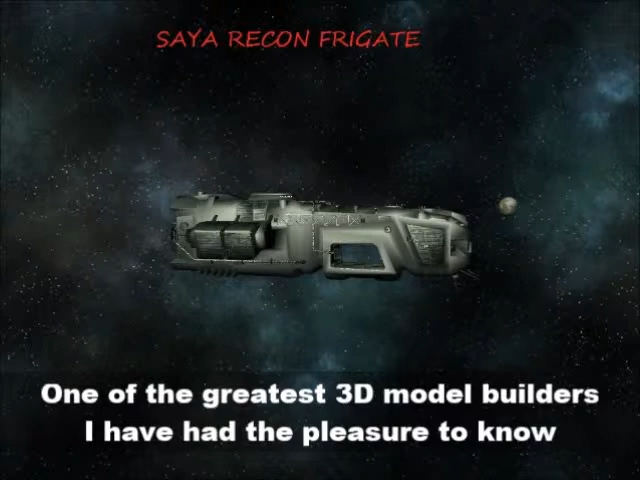 SAYA RECON FRIGATE
One of the greatest 3D model builders
I have had the pleasure to know